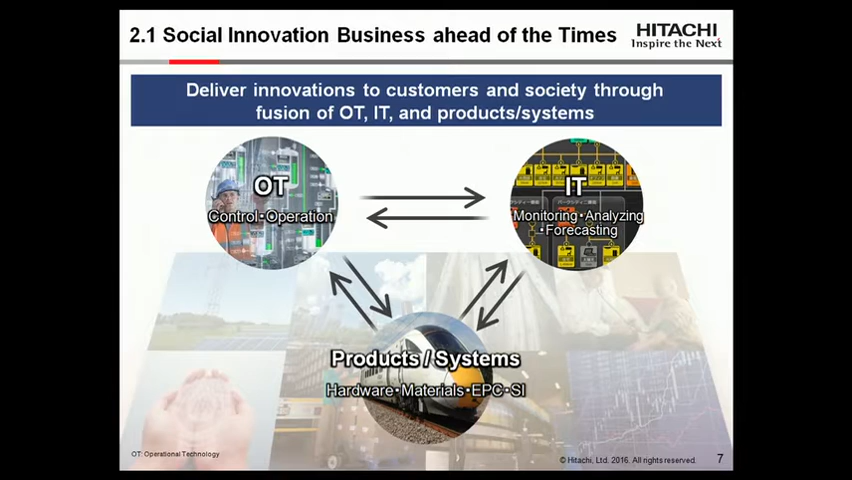 2.1 Social Innovation Business ahead of the Times
HITACHI
Inspire the Next
Deliver innovations to customers and society through
fusion of OT, IT, and products/systems
OT
Control・Operation
IT
Monitoring・Analyzing
・Forecasting
Products / Systems
Hardware・Materials・EPC・SI
OT: Operational Technology
© Hitachi, Ltd. 2016. All rights reserved.
7